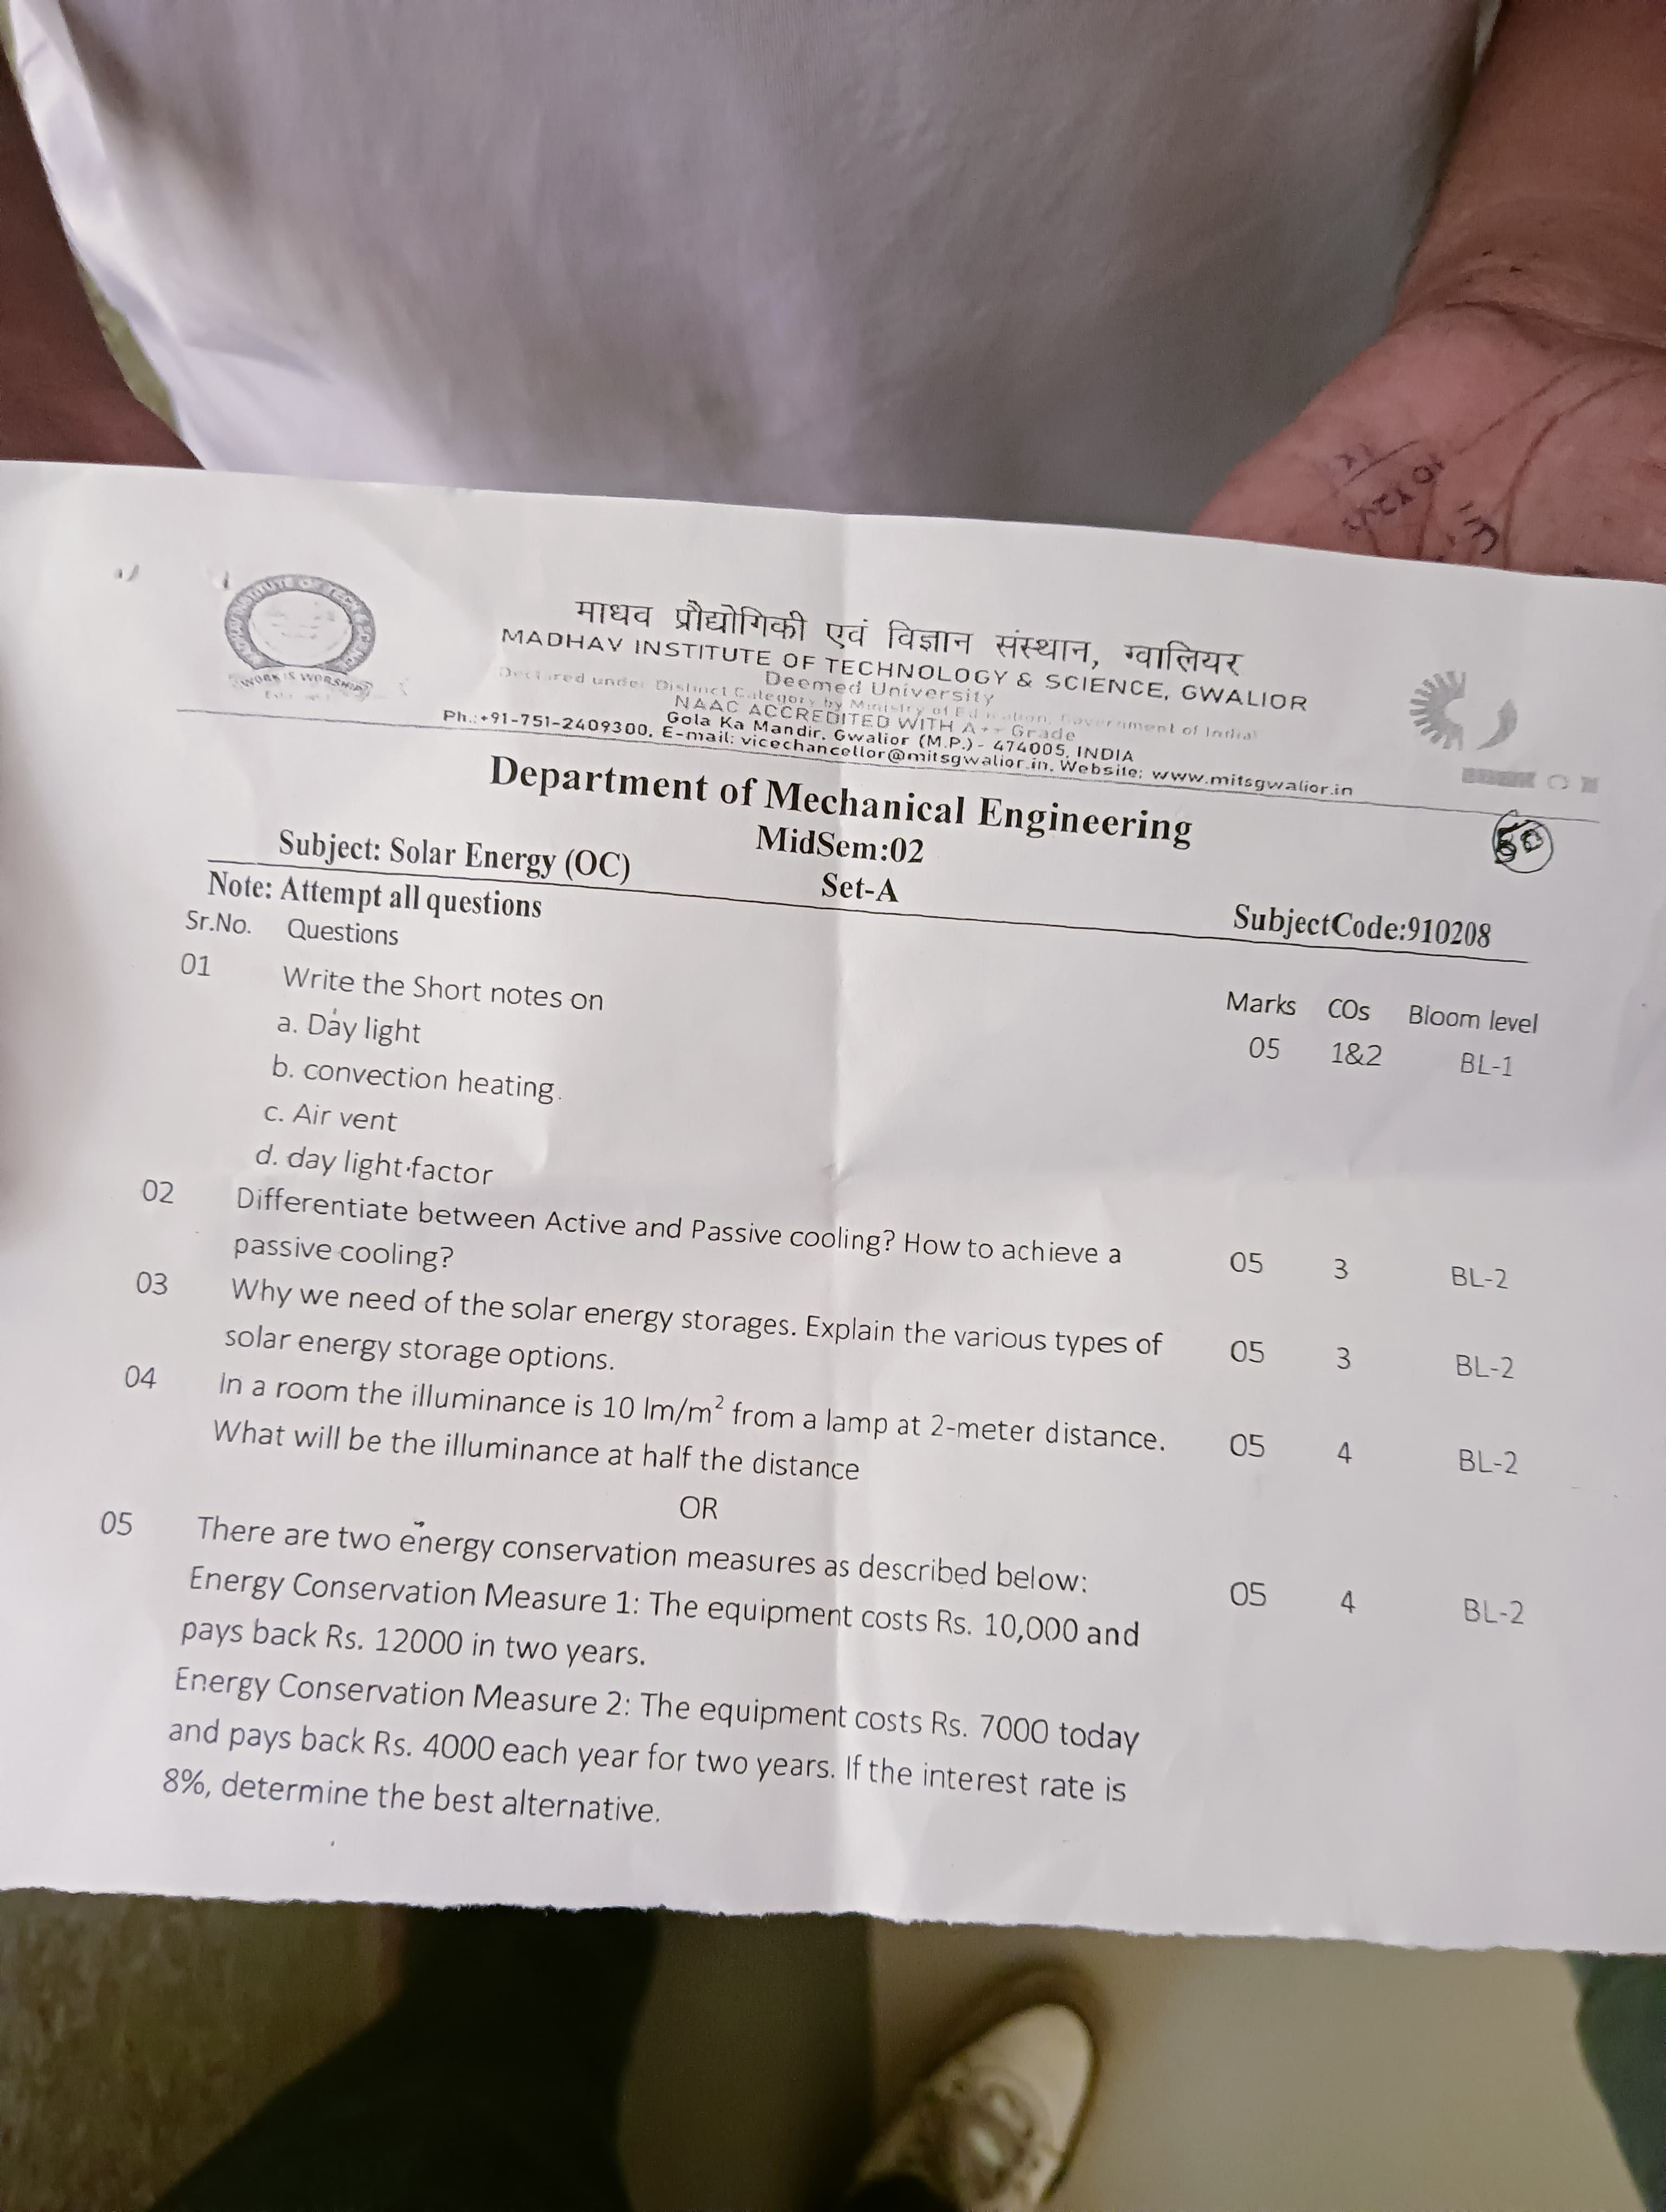 माधव प्रौद्योगिकी एवं विज्ञान संस्थान, ग्वालियर
MADHAV INSTITUTE OF TECHNOLOGY & SCIENCE, GWALIOR
Deemed University
Declared under Distinct Category by Ministry of Education, Government of India
NAAC ACCREDITED WITH A++ Grade
Gola Ka Mandir, Gwalior (M.P.) - 474005, INDIA
Ph.:+91-751-2409300, E-mail: vicechancellor@mitsgwalior.in, Website: www.mitsgwalior.in
WORK IS WORSHIP
Department of Mechanical Engineering
MidSem:02
Subject: Solar Energy (OC)
Set-A
SubjectCode:910208
Note: Attempt all questions
Sr.No. Questions Marks COs Bloom level
01 Write the Short notes on 05 1&2 BL-1
a. Day light
b. convection heating.
c. Air vent
d. day light factor
02 Differentiate between Active and Passive cooling? How to achieve a 05 3 BL-2
passive cooling?
03 Why we need of the solar energy storages. Explain the various types of 05 3 BL-2
solar energy storage options.
04 In a room the illuminance is 10 lm/m² from a lamp at 2-meter distance. 05 4 BL-2
What will be the illuminance at half the distance
OR
05 There are two energy conservation measures as described below: 05 4 BL-2
Energy Conservation Measure 1: The equipment costs Rs. 10,000 and
pays back Rs. 12000 in two years.
Energy Conservation Measure 2: The equipment costs Rs. 7000 today
and pays back Rs. 4000 each year for two years. If the interest rate is
8%, determine the best alternative.